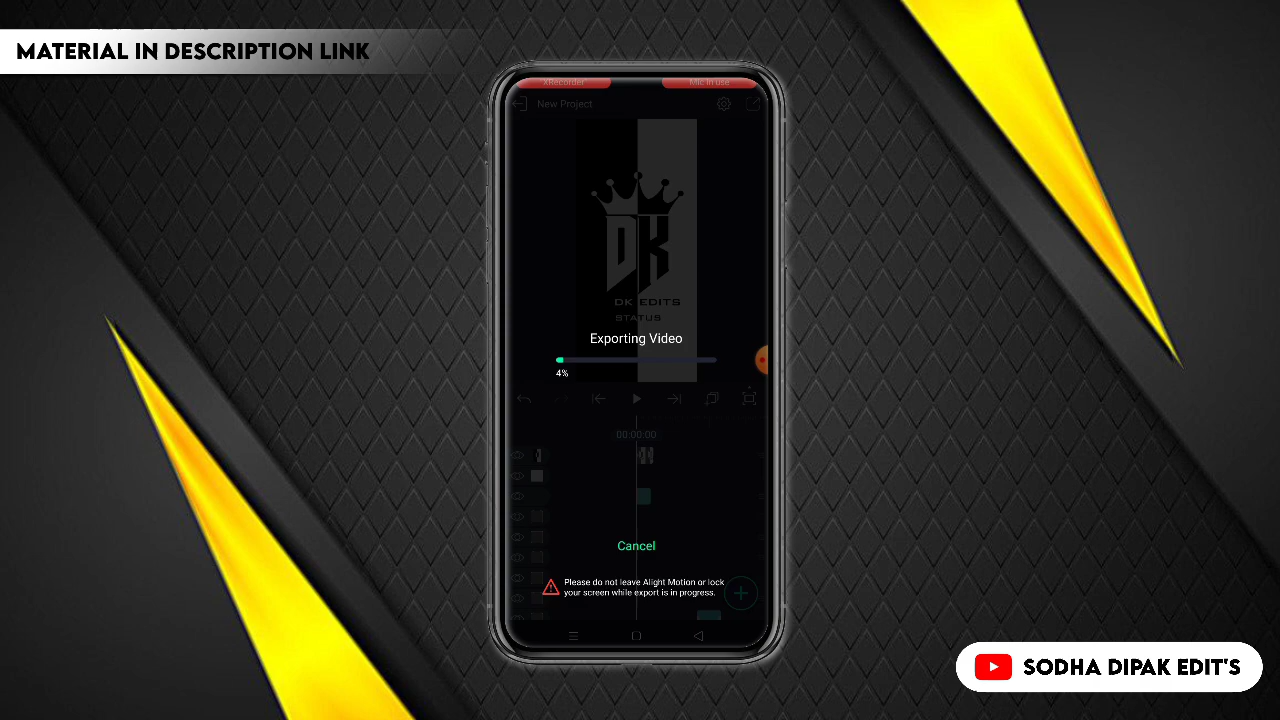 MATERIAL IN DESCRIPTION LINK
XRecorder
Mic in use
New Project
DK
DK EDITS
STATUS
Exporting Video
4%
00:00:00
Cancel
Please do not leave Alight Motion or lock
your screen while export is in progress.
SODHA DIPAK EDIT'S